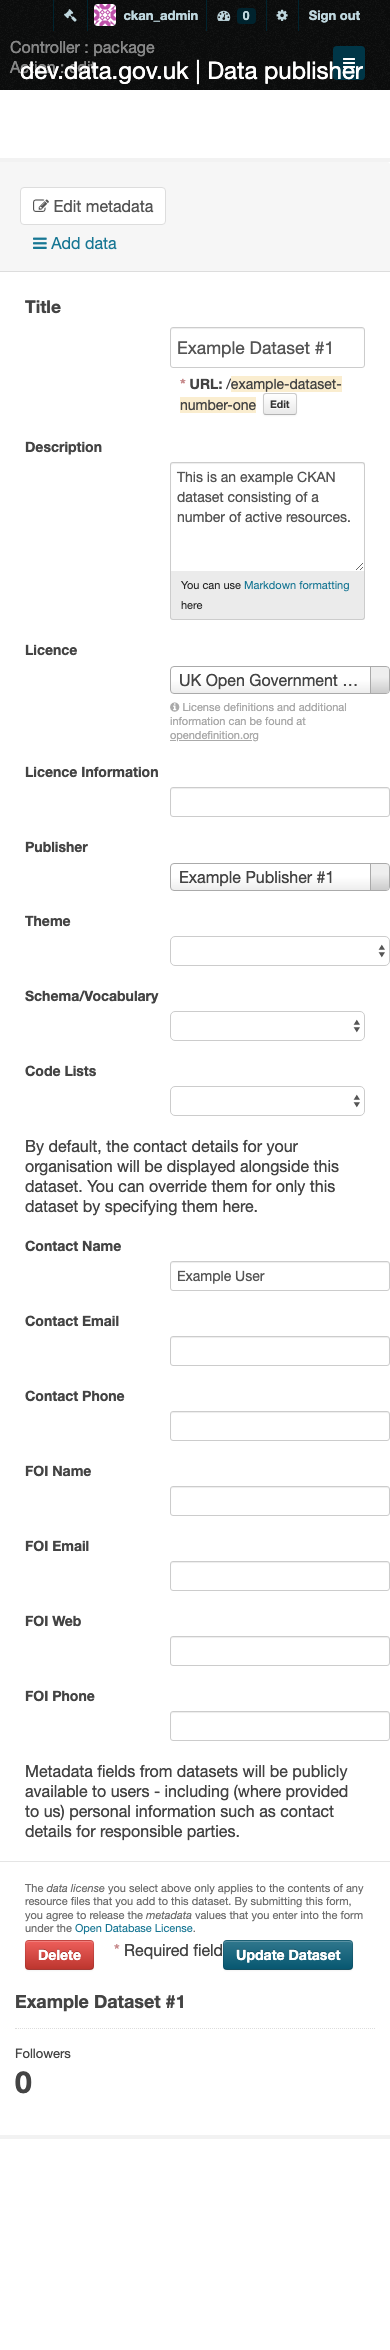 ckan_admin 0 Sign out
Controller : package
Action : edit
dev.data.gov.uk | Data publisher
Edit metadata
Add data
Title
Example Dataset #1
* URL: /example-dataset-
number-one Edit
Description
This is an example CKAN
dataset consisting of a
number of active resources.
You can use Markdown formatting
here
Licence
UK Open Government ...
License definitions and additional
information can be found at
opendefinition.org
Licence Information
Publisher
Example Publisher #1
Theme
Schema/Vocabulary
Code Lists
By default, the contact details for your
organisation will be displayed alongside this
dataset. You can override them for only this
dataset by specifying them here.
Contact Name
Example User
Contact Email
Contact Phone
FOI Name
FOI Email
FOI Web
FOI Phone
Metadata fields from datasets will be publicly
available to users - including (where provided
to us) personal information such as contact
details for responsible parties.
The data license you select above only applies to the contents of any
resource files that you add to this dataset. By submitting this form,
you agree to release the metadata values that you enter into the form
under the Open Database License.
Delete * Required field Update Dataset
Example Dataset #1
Followers
0